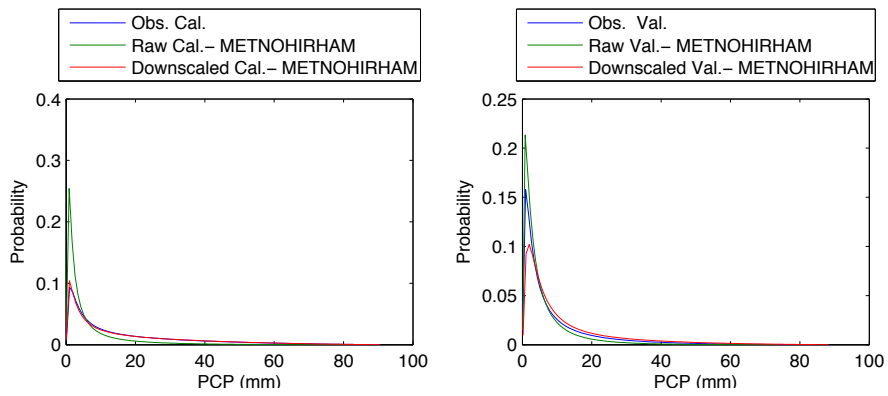 Obs. Cal.
Raw Cal.– METNOHIRHAM
Downscaled Cal.– METNOHIRHAM
0.4
0.3
0.2
0.1
0
Probability
0
20
40
60
80
100
PCP (mm)
Obs. Val.
Raw Val.– METNOHIRHAM
Downscaled Val.– METNOHIRHAM
0.25
0.2
0.15
0.1
0.05
0
Probability
0
20
40
60
80
100
PCP (mm)